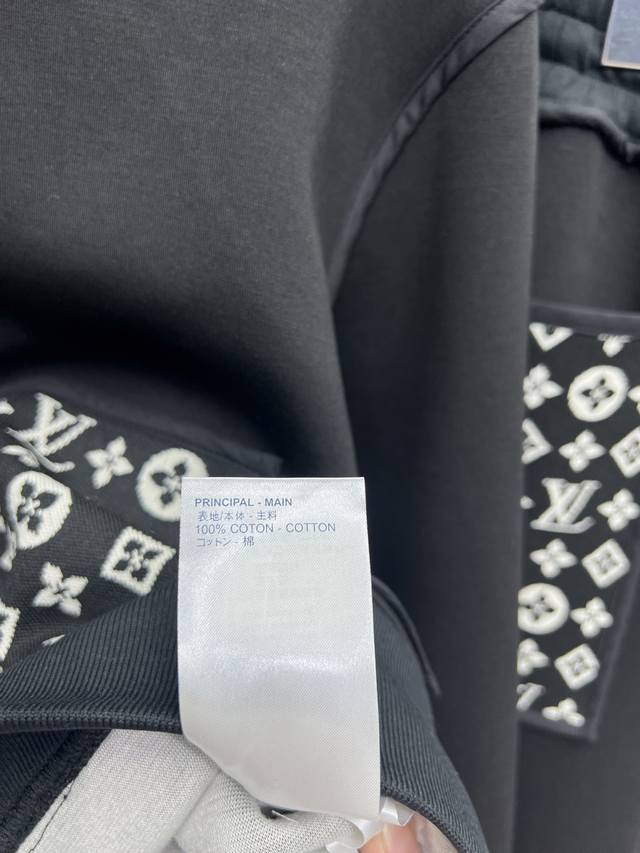 PRINCIPAL - MAIN
表地/本体 - 主料
100% COTON - COTTON
コットン - 棉